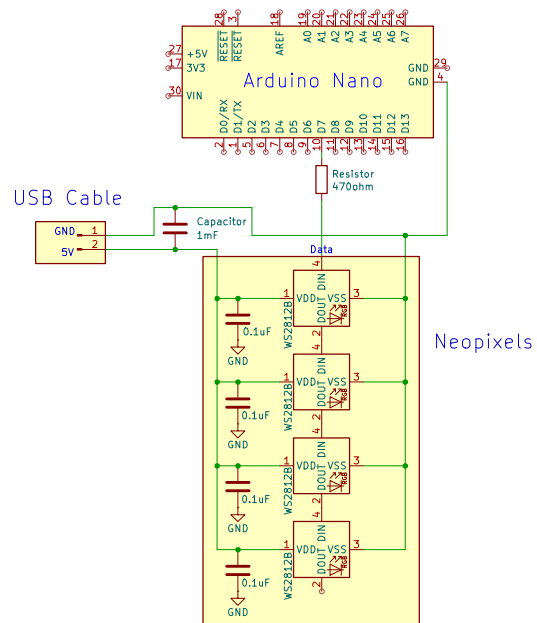 28 3 18 19 20 21 22 23 24 25 26
RESET RESET AREF A0 A1 A2 A3 A4 A5 A6 A7
27 +5V
17 3V3
30 VIN
Arduino Nano
GND 29
GND 4
D0/RX D1/TX D2 D3 D4 D5 D6 D7 D8 D9 D10 D11 D12 D13
2 1 5 6 7 8 9 10 11 12 13 14 15 16
Resistor
470ohm
USB Cable
GND 1
5V 2
Capacitor
1mF
Data
Neopixels
4
1 VDD DIN VSS 3
DOUT RGB
WS2812B
2
0.1uF
GND
4
1 VDD DIN VSS 3
DOUT RGB
WS2812B
2
0.1uF
GND
4
1 VDD DIN VSS 3
DOUT RGB
WS2812B
2
0.1uF
GND
4
1 VDD DIN VSS 3
DOUT RGB
WS2812B
2
0.1uF
GND